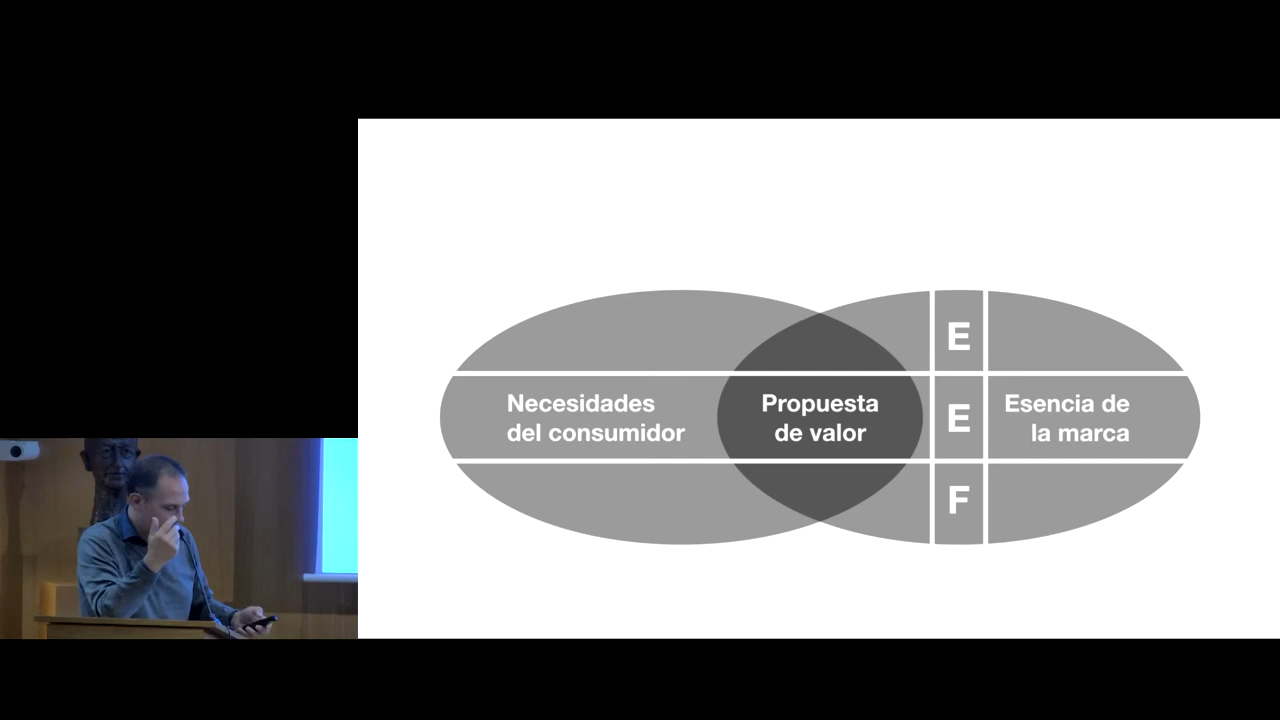 E
Necesidades
del consumidor
Propuesta
de valor
E
Esencia de
la marca
F